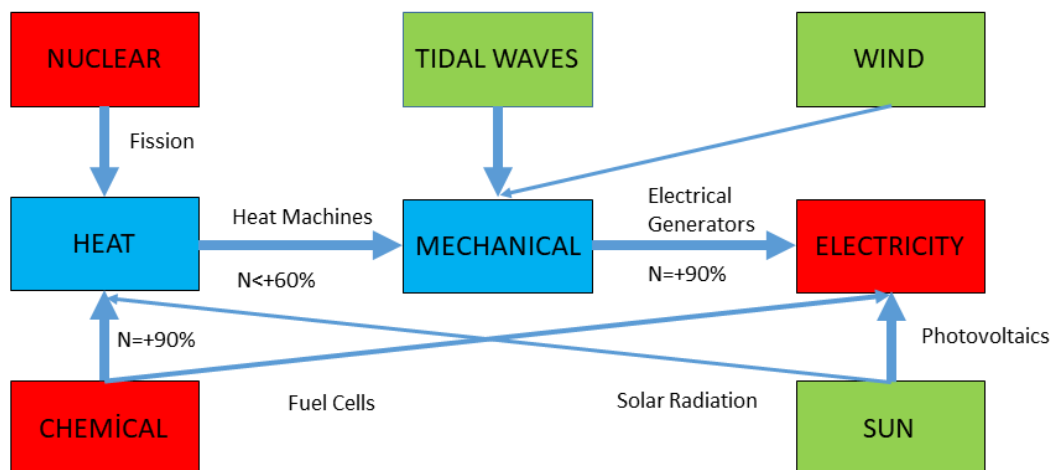 NUCLEAR
TIDAL WAVES
WIND
Fission
Heat Machines
Electrical
Generators
HEAT
MECHANICAL
ELECTRICITY
N<+60%
N=+90%
N=+90%
Photovoltaics
Fuel Cells
Solar Radiation
CHEMİCAL
SUN